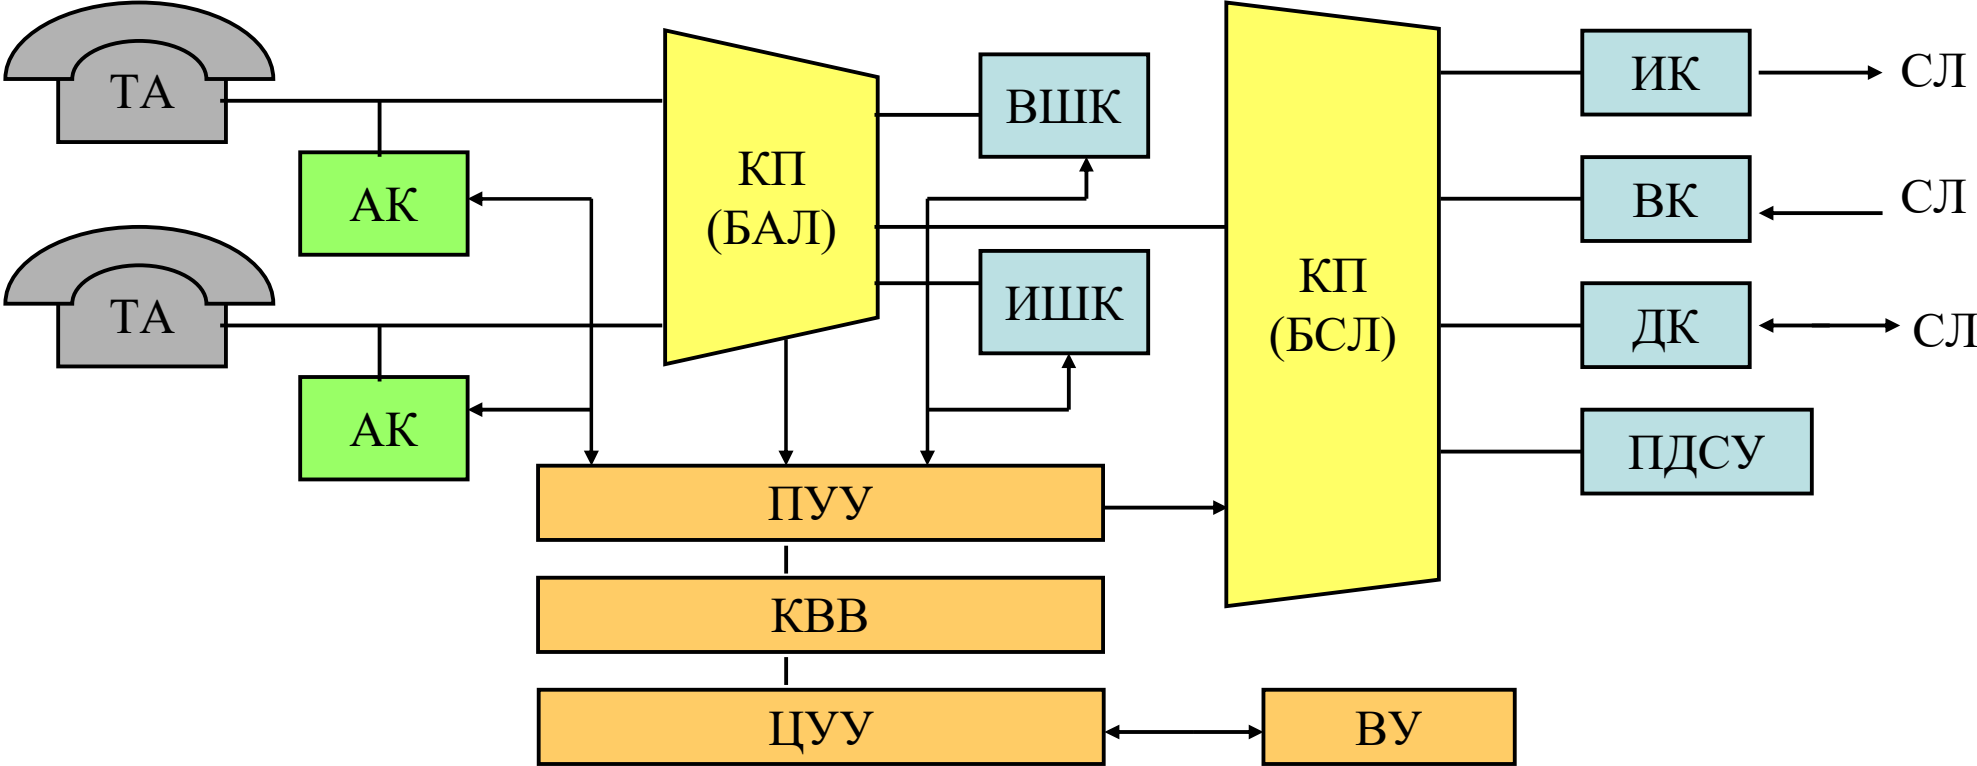 ТА
АК
ТА
АК
КП
(БАЛ)
ВШК
ИШК
КП
(БСЛ)
ИК
СЛ
ВК
СЛ
ДК
СЛ
ПДСУ
ПУУ
КВВ
ЦУУ
ВУ